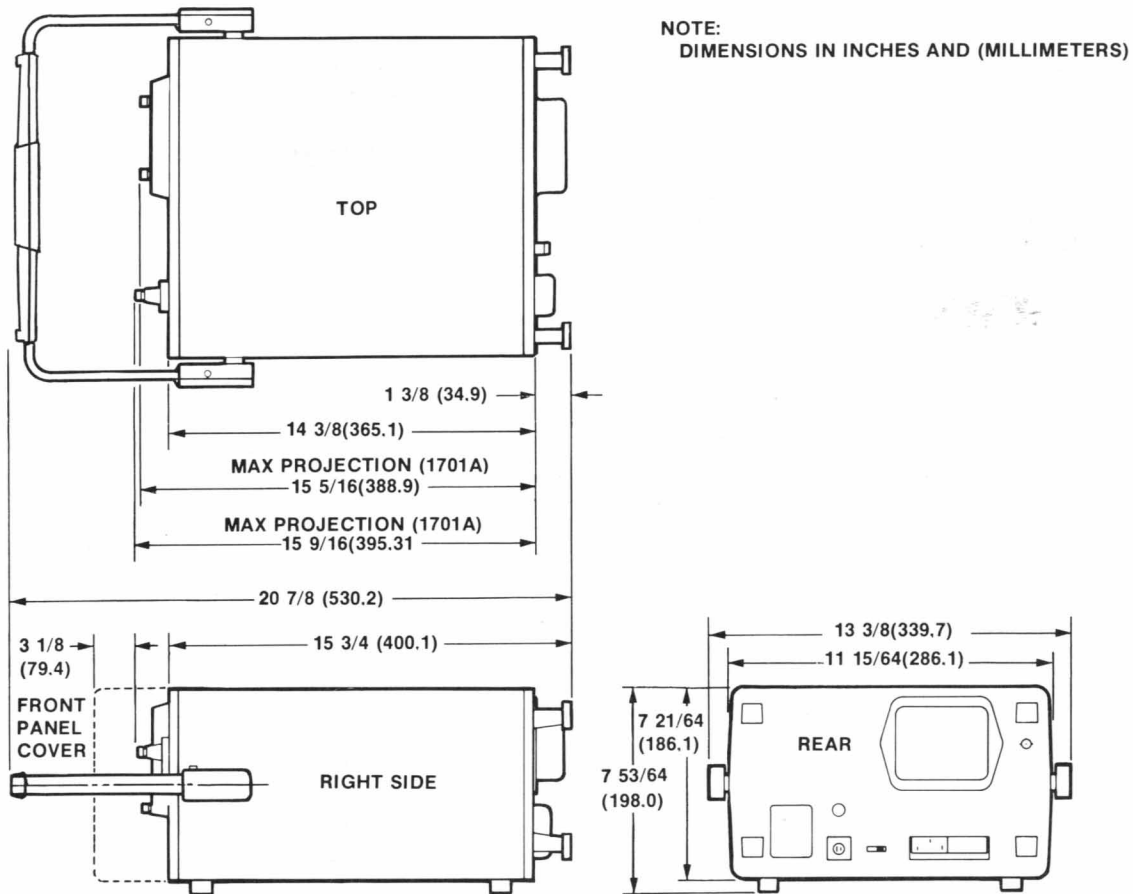 NOTE:
DIMENSIONS IN INCHES AND (MILLIMETERS)
TOP
1 3/8 (34.9)
14 3/8(365.1)
MAX PROJECTION (1701A)
15 5/16(388.9)
MAX PROJECTION (1701A)
15 9/16(395.31
20 7/8 (530.2)
3 1/8
(79.4)
15 3/4 (400.1)
FRONT
PANEL
COVER
RIGHT SIDE
13 3/8(339.7)
11 15/64(286.1)
7 21/64
(186.1)
7 53/64
(198.0)
REAR